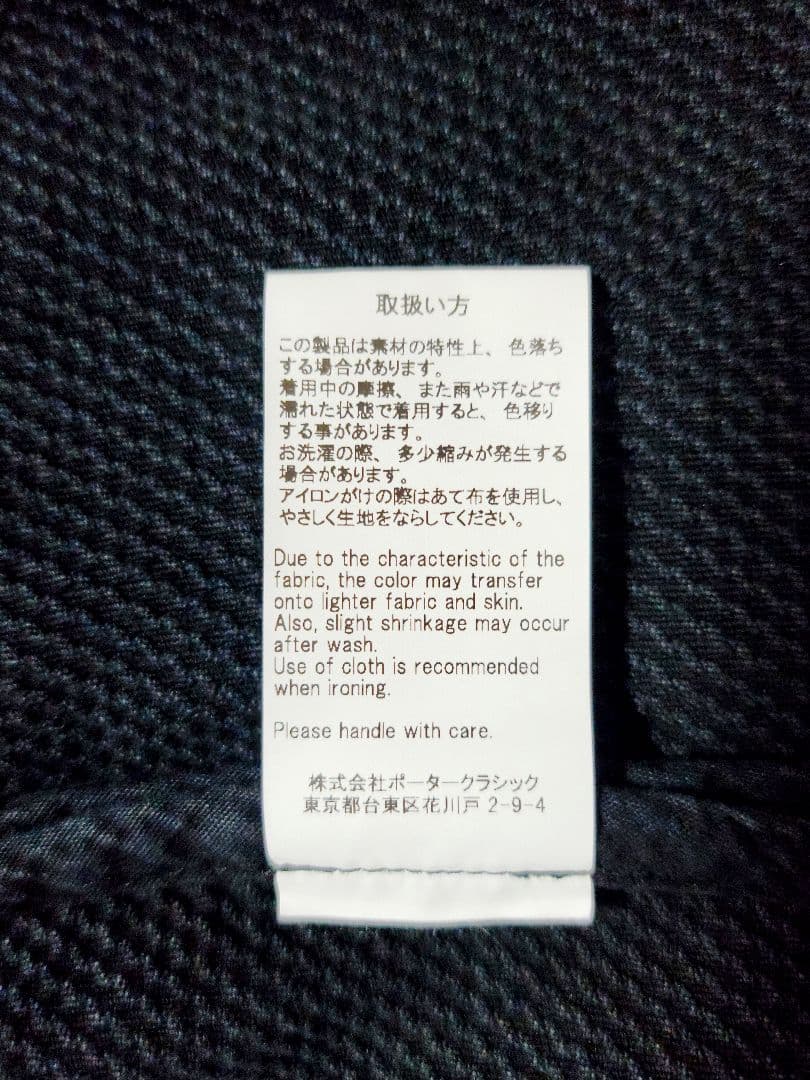 取扱い方
この製品は素材の特性上、色落ち
する場合があります。
着用中の摩擦、また雨や汗などで
濡れた状態で着用すると、色移り
する事があります。
お洗濯の際、多少縮みが発生する
場合があります。
アイロンがけの際はあて布を使用し、
やさしく生地をならしてください。
Due to the characteristic of the
fabric, the color may transfer
onto lighter fabric and skin.
Also, slight shrinkage may occur
after wash.
Use of cloth is recommended
when ironing.
Please handle with care.
株式会社ポータークラシック
東京都台東区花川戸 2-9-4